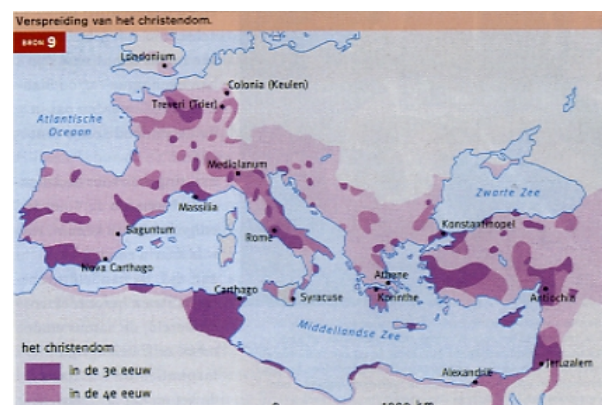 Verspreiding van het christendom.
BRON 9
Londonium
Colonia (Keulen)
Treveri (Trier)
Atlantische
Oceaan
Mediolanum
Zwarte Zee
Massilia
Konstantinopel
Saguntum
Rome
Nova Carthago
Athene
Carthago
Syracuse
Korinthe
Antiochië
Middellandse Zee
het christendom
Jeruzalem
in de 3e eeuw
Alexandrië
in de 4e eeuw